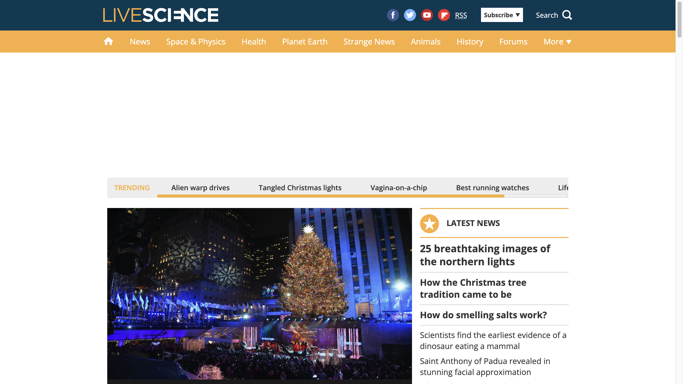 LIVESCIENCE
RSS
Subscribe
Search
News
Space & Physics
Health
Planet Earth
Strange News
Animals
History
Forums
More
TRENDING
Alien warp drives
Tangled Christmas lights
Vagina-on-a-chip
Best running watches
Life
LATEST NEWS
25 breathtaking images of
the northern lights
How the Christmas tree
tradition came to be
How do smelling salts work?
Scientists find the earliest evidence of a
dinosaur eating a mammal
Saint Anthony of Padua revealed in
stunning facial approximation